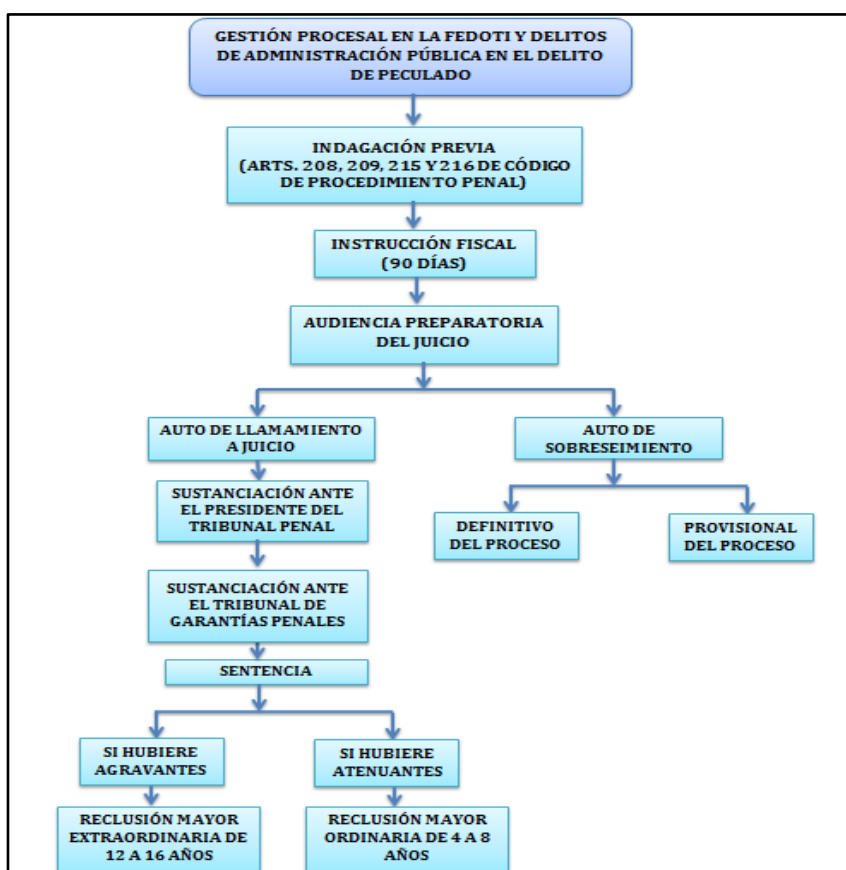 GESTIÓN PROCESAL EN LA FEDOTI Y DELITOS
DE ADMINISTRACIÓN PÚBLICA EN EL DELITO
DE PECULADO
INDAGACIÓN PREVIA
(ARTS. 208, 209, 215 Y 216 DE CÓDIGO
DE PROCEDIMIENTO PENAL)
INSTRUCCIÓN FISCAL
(90 DÍAS)
AUDIENCIA PREPARATORIA
DEL JUICIO
AUTO DE LLAMAMIENTO
A JUICIO
AUTO DE
SOBRESEIMIENTO
SUSTANCIACIÓN ANTE
EL PRESIDENTE DEL
TRIBUNAL PENAL
DEFINITIVO
DEL PROCESO
PROVISIONAL
DEL PROCESO
SUSTANCIACIÓN ANTE
EL TRIBUNAL DE
GARANTÍAS PENALES
SENTENCIA
SI HUBIERE
AGRAVANTES
SI HUBIERE
ATENUANTES
RECLUSIÓN MAYOR
EXTRAORDINARIA DE
12 A 16 AÑOS
RECLUSIÓN MAYOR
ORDINARIA DE 4 A 8
AÑOS